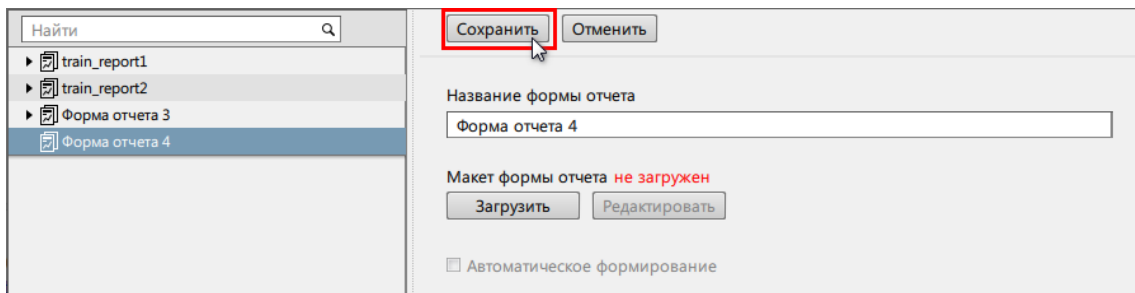 Найти
train_report1
train_report2
Форма отчета 3
Форма отчета 4
Сохранить Отменить
Название формы отчета
Форма отчета 4
Макет формы отчета не загружен
Загрузить Редактировать
Автоматическое формирование